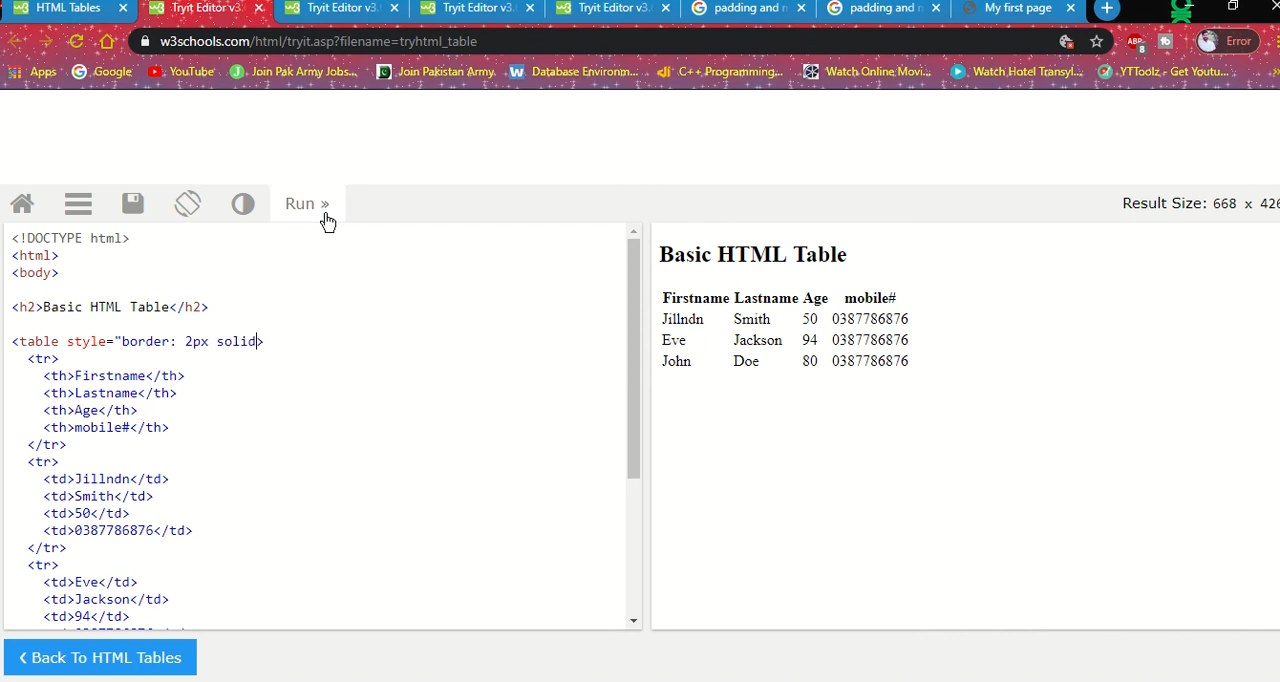 HTML Tables
Tryit Editor v3
Tryit Editor v3.
Tryit Editor v3.
Tryit Editor v3.
padding and
padding and
My first page
w3schools.com/html/tryit.asp?filename=tryhtml_table
ABP
8
fb
Error
Apps
Google
YouTube
Join Pak Army Jobs...
Join Pakistan Army
Database Environm...
C++ Programming...
Watch Online Movi...
Watch Hotel Transyl...
YTToolz - Get Youtu...
Run »
Result Size: 668 x 426
<!DOCTYPE html>
<html>
<body>
<h2>Basic HTML Table</h2>
<table style="border: 2px solid>
<tr>
<th>Firstname</th>
<th>Lastname</th>
<th>Age</th>
<th>mobile#</th>
</tr>
<tr>
<td>Jillndn</td>
<td>Smith</td>
<td>50</td>
<td>0387786876</td>
</tr>
<tr>
<td>Eve</td>
<td>Jackson</td>
<td>94</td>
Basic HTML Table
Firstname Lastname Age mobile#
Jillndn Smith 50 0387786876
Eve Jackson 94 0387786876
John Doe 80 0387786876
❮ Back To HTML Tables